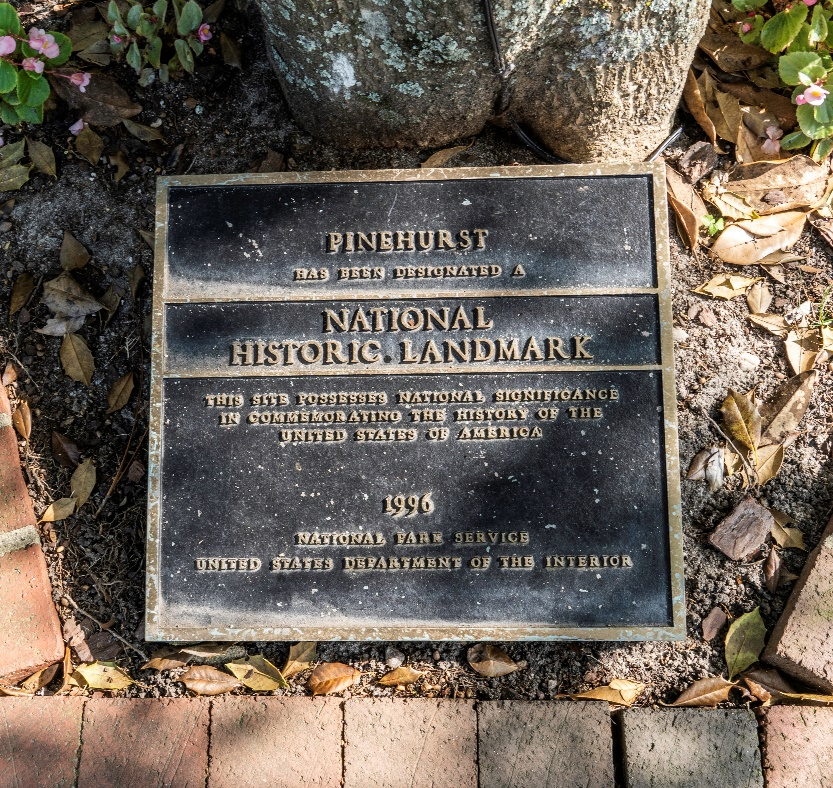 PINEHURST
HAS BEEN DESIGNATED A
NATIONAL
HISTORIC LANDMARK
THIS SITE POSSESSES NATIONAL SIGNIFICANCE
IN COMMEMORATING THE HISTORY OF THE
UNITED STATES OF AMERICA
1996
NATIONAL PARK SERVICE
UNITED STATES DEPARTMENT OF THE INTERIOR